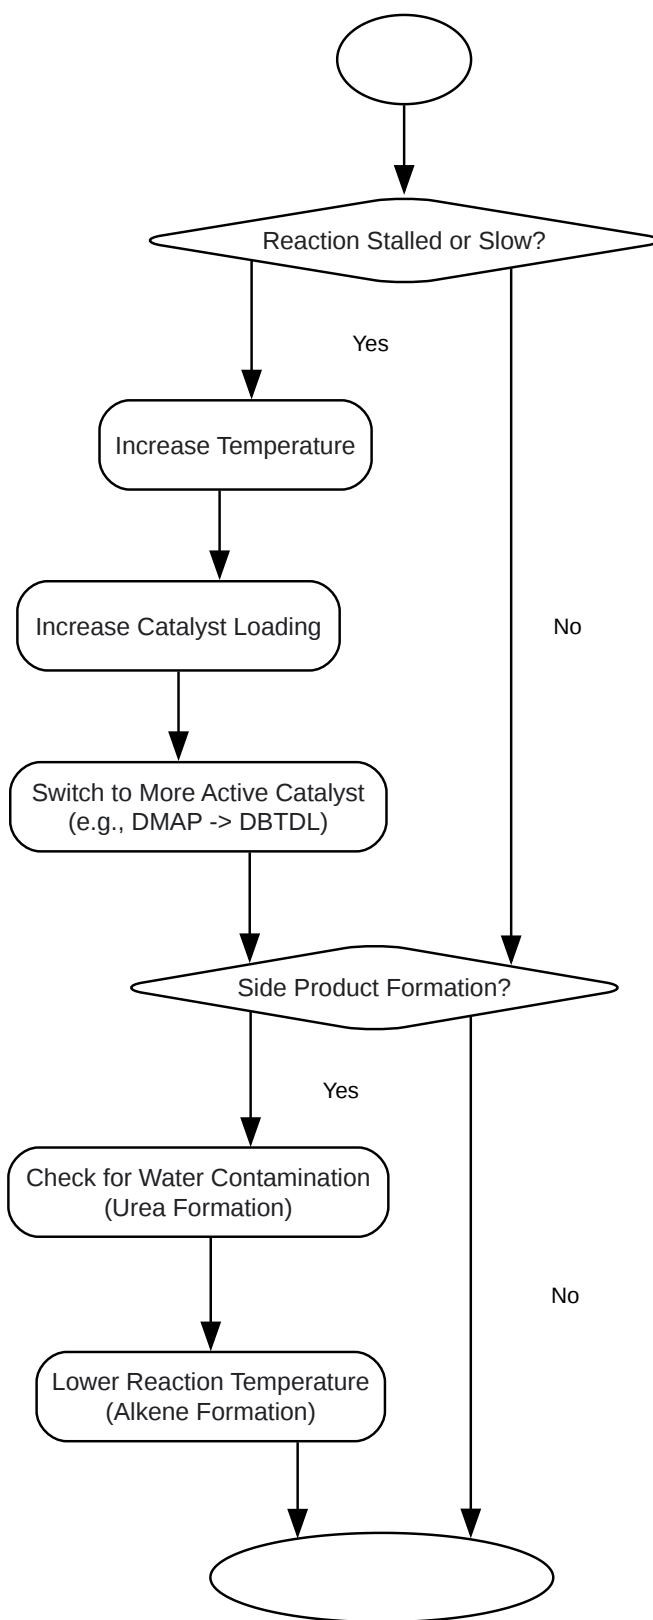 Reaction Stalled or Slow?
Yes
Increase Temperature
Increase Catalyst Loading
No
Switch to More Active Catalyst
(e.g., DMAP -> DBTDL)
Side Product Formation?
Yes
Check for Water Contamination
(Urea Formation)
No
Lower Reaction Temperature
(Alkene Formation)